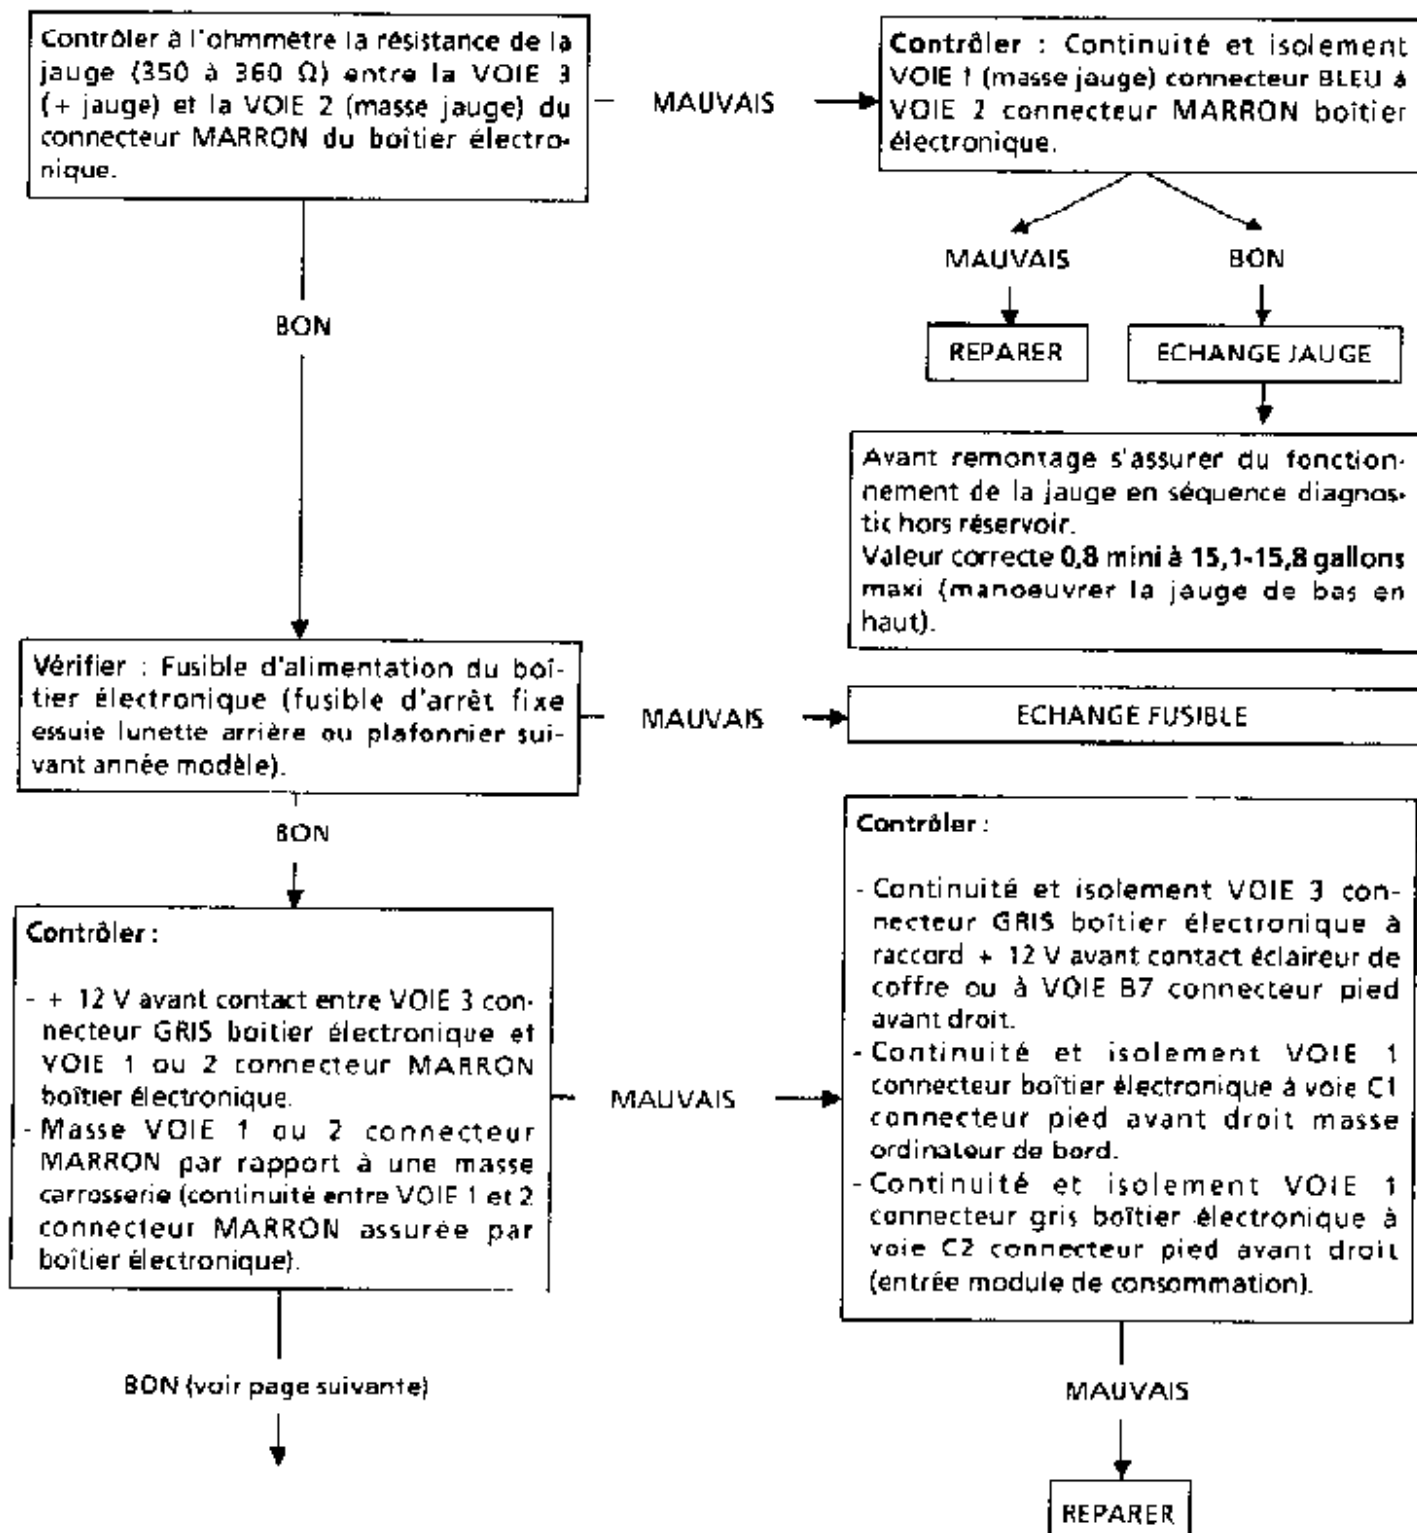 Contrôler à l'ohmmètre la résistance de la
jauge (350 à 360 Ω) entre la VOIE 3
(+ jauge) et la VOIE 2 (masse jauge) du
connecteur MARRON du boîtier électro-
nique.
MAUVAIS
Contrôler : Continuité et isolement
VOIE 1 (masse jauge) connecteur BLEU à
VOIE 2 connecteur MARRON boîtier
électronique.
MAUVAIS
BON
BON
REPARER
ECHANGE JAUGE
Avant remontage s'assurer du fonction-
nement de la jauge en séquence diagnos-
tic hors réservoir.
Valeur correcte 0,8 mini à 15,1-15,8 gallons
maxi (manoeuvrer la jauge de bas en
haut).
Vérifier : Fusible d'alimentation du boî-
tier électronique (fusible d'arrêt fixe
essuie lunette arrière ou plafonnier sui-
vant année modèle).
MAUVAIS
ECHANGE FUSIBLE
BON
Contrôler :
- + 12 V avant contact entre VOIE 3 con-
necteur GRIS boitier électronique et
VOIE 1 ou 2 connecteur MARRON
boîtier électronique.
- Masse VOIE 1 ou 2 connecteur
MARRON par rapport à une masse
carrosserie (continuité entre VOIE 1 et 2
connecteur MARRON assurée par
boîtier électronique).
MAUVAIS
Contrôler :
- Continuité et isolement VOIE 3 con-
necteur GRIS boîtier électronique à
raccord + 12 V avant contact éclaireur de
coffre ou à VOIE B7 connecteur pied
avant droit.
- Continuité et isolement VOIE 1
connecteur boîtier électronique à voie C1
connecteur pied avant droit masse
ordinateur de bord.
- Continuité et isolement VOIE 1
connecteur gris boîtier électronique à
voie C2 connecteur pied avant droit
(entrée module de consommation).
BON (voir page suivante)
MAUVAIS
REPARER